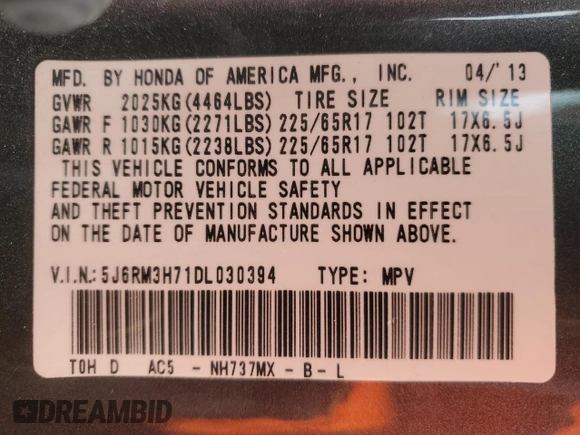 MFD. BY HONDA OF AMERICA MFG., INC. 04/'13
GVWR 2025KG(4464LBS) TIRE SIZE RIM SIZE
GAWR F 1030KG(2271LBS) 225/65R17 102T 17X6.5J
GAWR R 1015KG(2238LBS) 225/65R17 102T 17X6.5J
THIS VEHICLE CONFORMS TO ALL APPLICABLE
FEDERAL MOTOR VEHICLE SAFETY
AND THEFT PREVENTION STANDARDS IN EFFECT
ON THE DATE OF MANUFACTURE SHOWN ABOVE.
V.I.N.:5J6RM3H71DL030394 TYPE: MPV
TOH D AC5 - NH737MX - B - L
DREAMBID